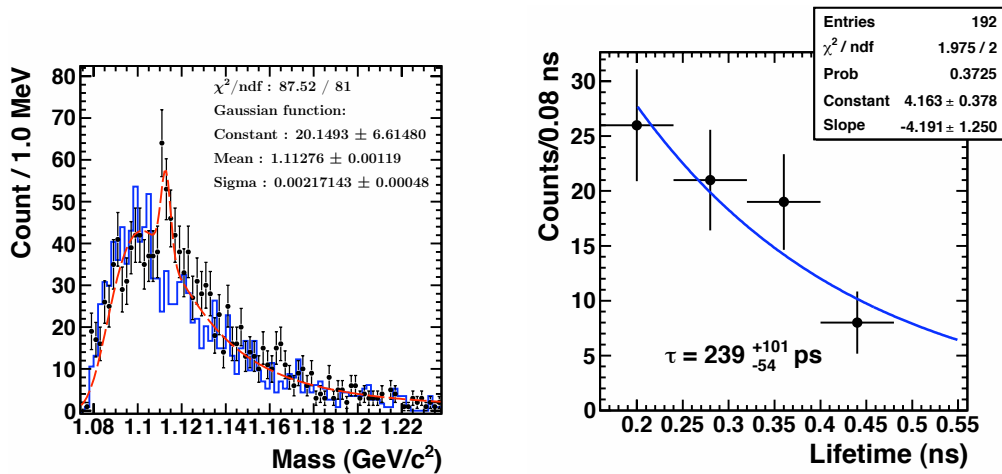 Count / 1.0 MeV
80
70
60
50
40
30
20
10
0
χ²/ndf : 87.52 / 81
Gaussian function:
Constant : 20.1493 ± 6.61480
Mean : 1.11276 ± 0.00119
Sigma : 0.00217143 ± 0.00048
1.08 1.1 1.12 1.14 1.16 1.18 1.2 1.22
Mass (GeV/c²)
Entries 192
χ² / ndf 1.975 / 2
Prob 0.3725
Constant 4.163 ± 0.378
Slope -4.191 ± 1.250
Counts/0.08 ns
30
25
20
15
10
5
0
τ = 239 +101 -54 ps
0.2 0.25 0.3 0.35 0.4 0.45 0.5 0.55
Lifetime (ns)